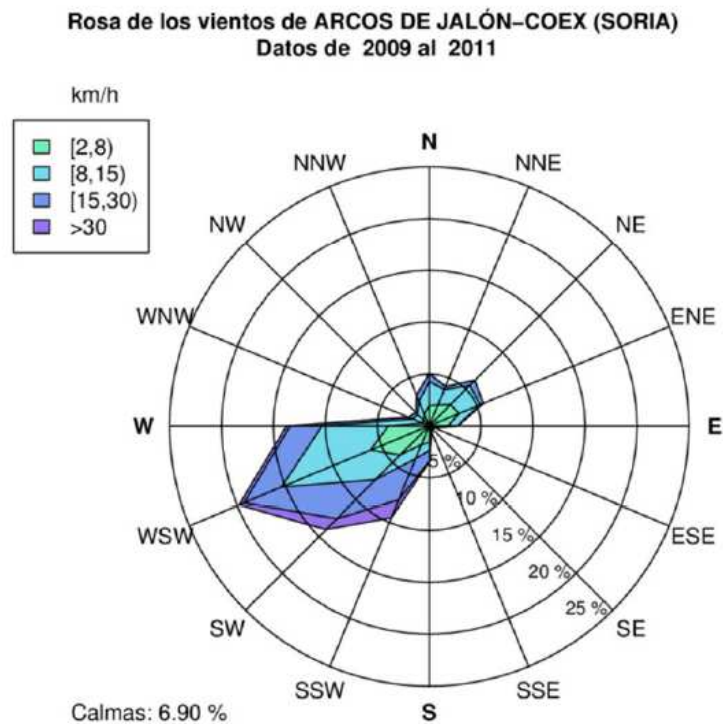 Rosa de los vientos de ARCOS DE JALÓN−COEX (SORIA)
Datos de 2009 al 2011
km/h
[2,8)
[8,15)
[15,30)
>30
N
NNW
NNE
NW
NE
WNW
ENE
W
E
5 %
10 %
15 %
20 %
25 %
WSW
ESE
SW
SE
SSW
SSE
S
Calmas: 6.90 %